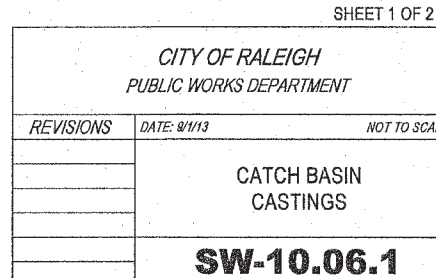 SHEET 1 OF 2
CITY OF RALEIGH
PUBLIC WORKS DEPARTMENT
REVISIONS
DATE: 9/1/13
NOT TO SCA
CATCH BASIN
CASTINGS
SW-10.06.1